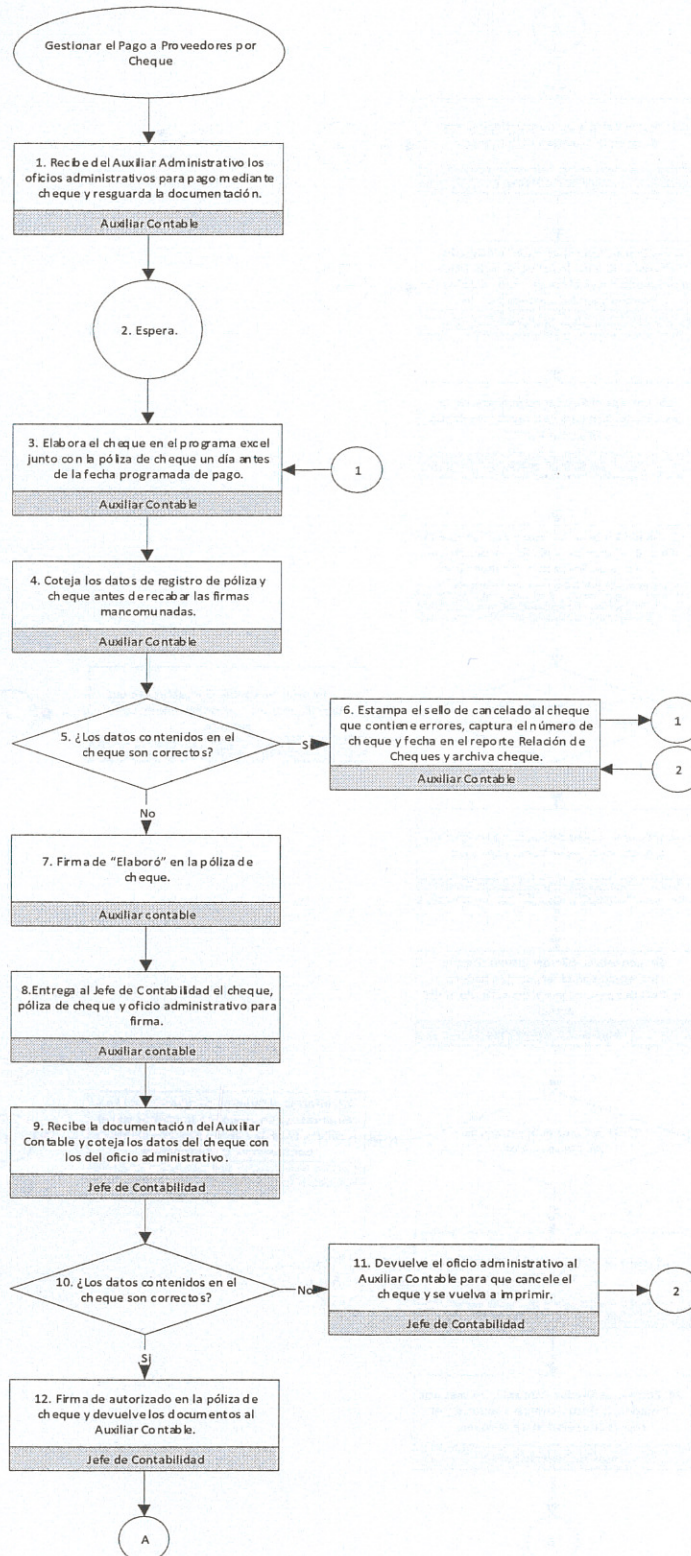 Gestionar el Pago a Proveedores por
Cheque
1. Recibe del Auxiliar Administrativo los
oficios administrativos para pago mediante
cheque y resguarda la documentación.
Auxiliar Contable
2. Espera.
3. Elabora el cheque en el programa excel
junto con la póliza de cheque un día antes
de la fecha programada de pago.
Auxiliar Contable
1
4. Coteja los datos de registro de póliza y
cheque antes de recabar las firmas
mancomunadas.
Auxiliar Contable
5. ¿Los datos contenidos en el
cheque son correctos?
Si
6. Estampa el sello de cancelado al cheque
que contiene errores, captura el número de
cheque y fecha en el reporte Relación de
Cheques y archiva cheque.
Auxiliar Contable
1
2
No
7. Firma de “Elaboró” en la póliza de
cheque.
Auxiliar contable
8.Entrega al Jefe de Contabilidad el cheque,
póliza de cheque y oficio administrativo para
firma.
Auxiliar contable
9. Recibe la documentación del Auxiliar
Contable y coteja los datos del cheque con
los del oficio administrativo.
Jefe de Contabilidad
10. ¿Los datos contenidos en el
cheque son correctos?
No
11. Devuelve el oficio administrativo al
Auxiliar Contable para que cancele el
cheque y se vuelva a imprimir.
Jefe de Contabilidad
2
Si
12. Firma de autorizado en la póliza de
cheque y devuelve los documentos al
Auxiliar Contable.
Jefe de Contabilidad
A